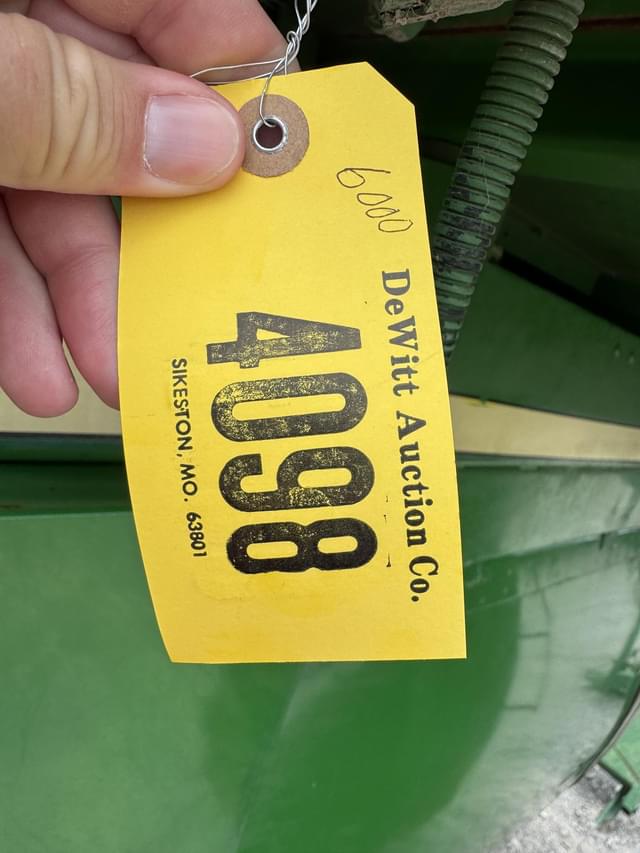 6000
DeWitt Auction Co.
4098
SIKESTON, MO. 63801